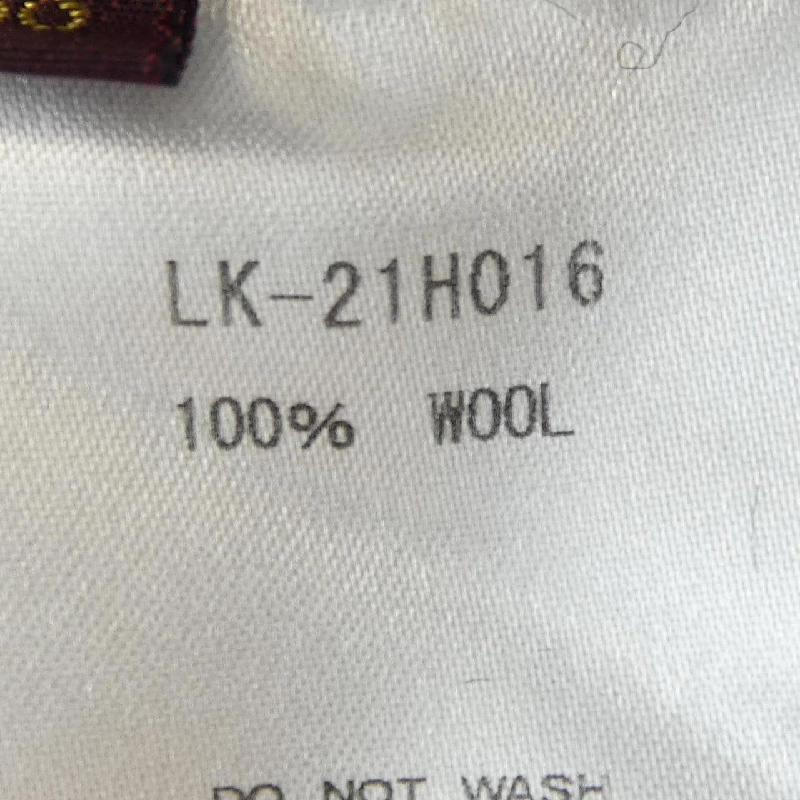 LK-21H016
100% WOOL
DO NOT WASH